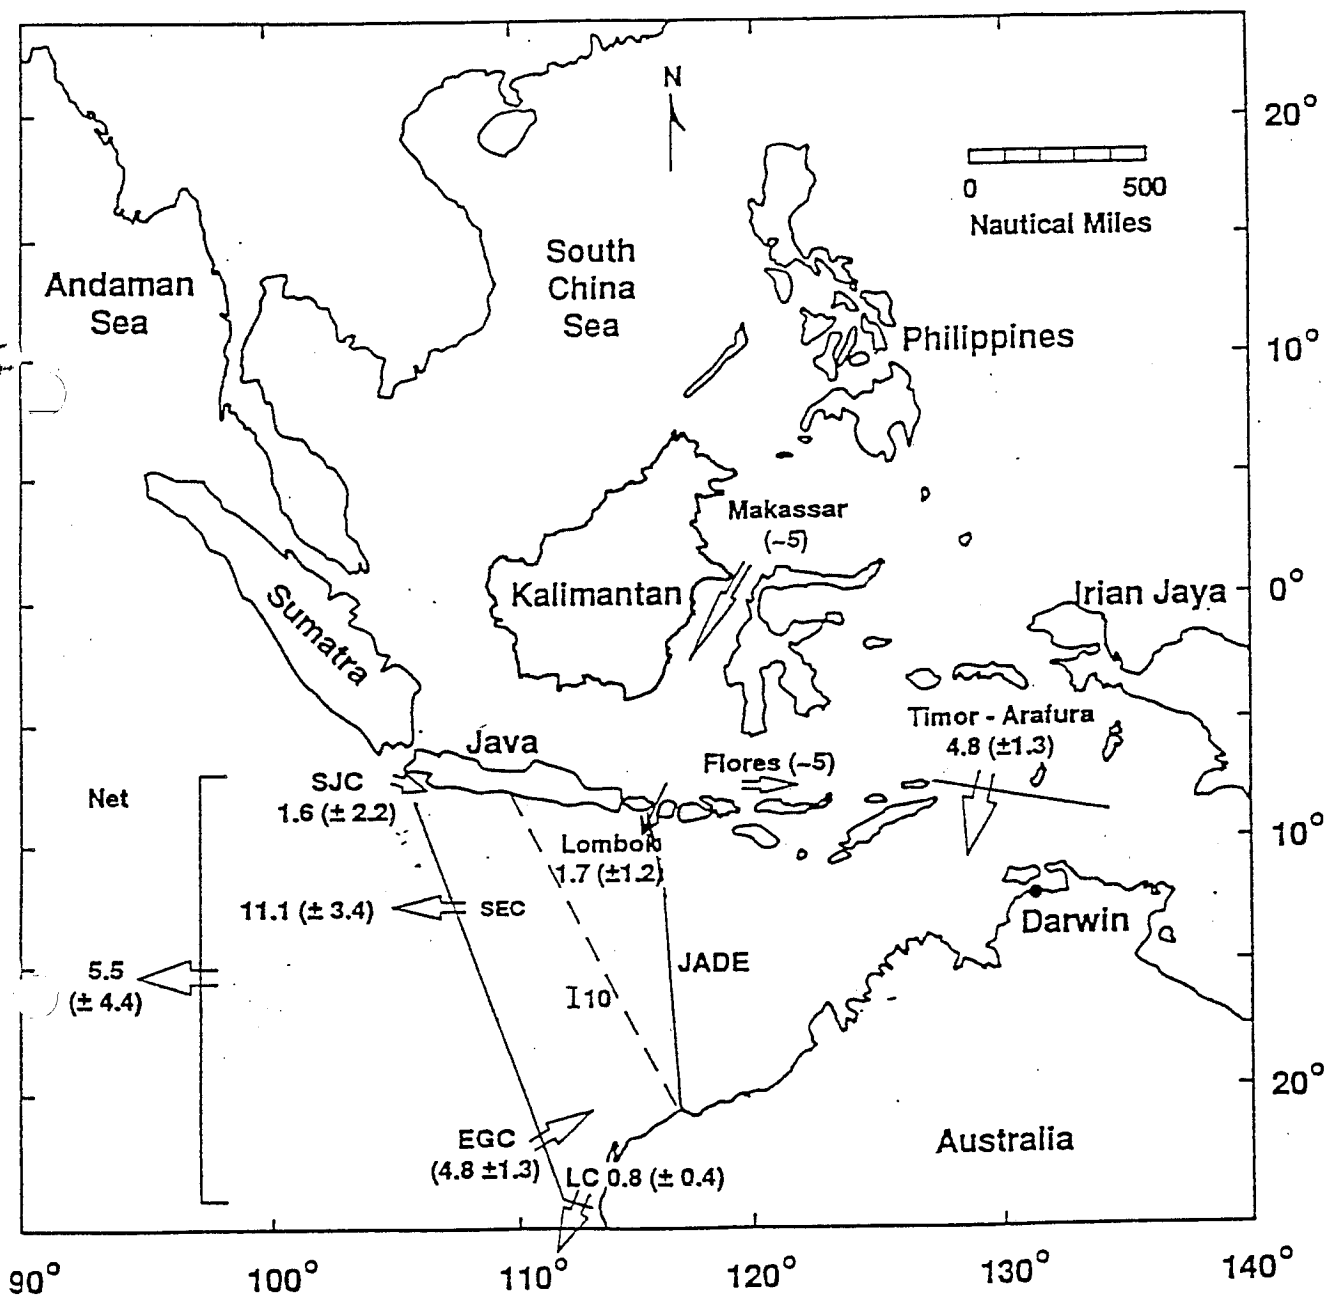 N
20°
0 500
Nautical Miles
South
China
Sea
Andaman
Sea
Philippines
10°
Makassar
(~5)
Kalimantan
Irian Jaya
0°
Sumatra
Timor - Arafura
4.8 (±1.3)
Java
Flores (~5)
SJC
1.6 (± 2.2)
Net
10°
Lombok
1.7 (±1.2)
11.1 (± 3.4)
SEC
Darwin
JADE
5.5
(± 4.4)
I10
20°
EGC
(4.8 ±1.3)
Australia
LC 0.8 (± 0.4)
90° 100° 110° 120° 130° 140°